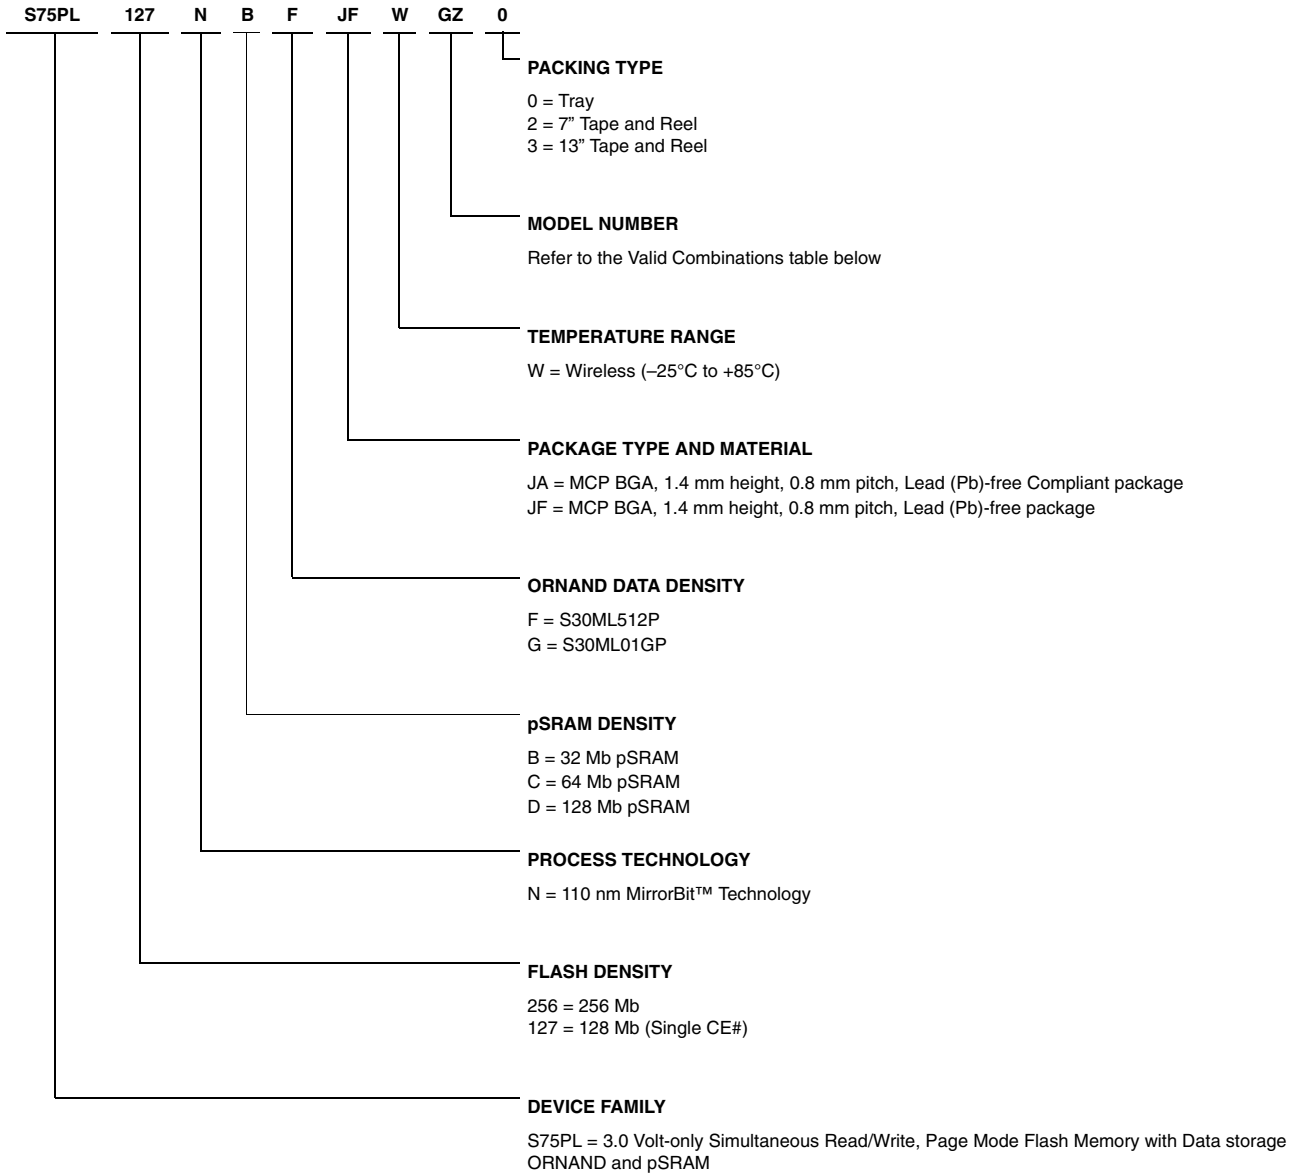 S75PL 127 N B F JF W GZ 0
PACKING TYPE
0 = Tray
2 = 7” Tape and Reel
3 = 13” Tape and Reel
MODEL NUMBER
Refer to the Valid Combinations table below
TEMPERATURE RANGE
W = Wireless (–25°C to +85°C)
PACKAGE TYPE AND MATERIAL
JA = MCP BGA, 1.4 mm height, 0.8 mm pitch, Lead (Pb)-free Compliant package
JF = MCP BGA, 1.4 mm height, 0.8 mm pitch, Lead (Pb)-free package
ORNAND DATA DENSITY
F = S30ML512P
G = S30ML01GP
pSRAM DENSITY
B = 32 Mb pSRAM
C = 64 Mb pSRAM
D = 128 Mb pSRAM
PROCESS TECHNOLOGY
N = 110 nm MirrorBit™ Technology
FLASH DENSITY
256 = 256 Mb
127 = 128 Mb (Single CE#)
DEVICE FAMILY
S75PL = 3.0 Volt-only Simultaneous Read/Write, Page Mode Flash Memory with Data storage
ORNAND and pSRAM